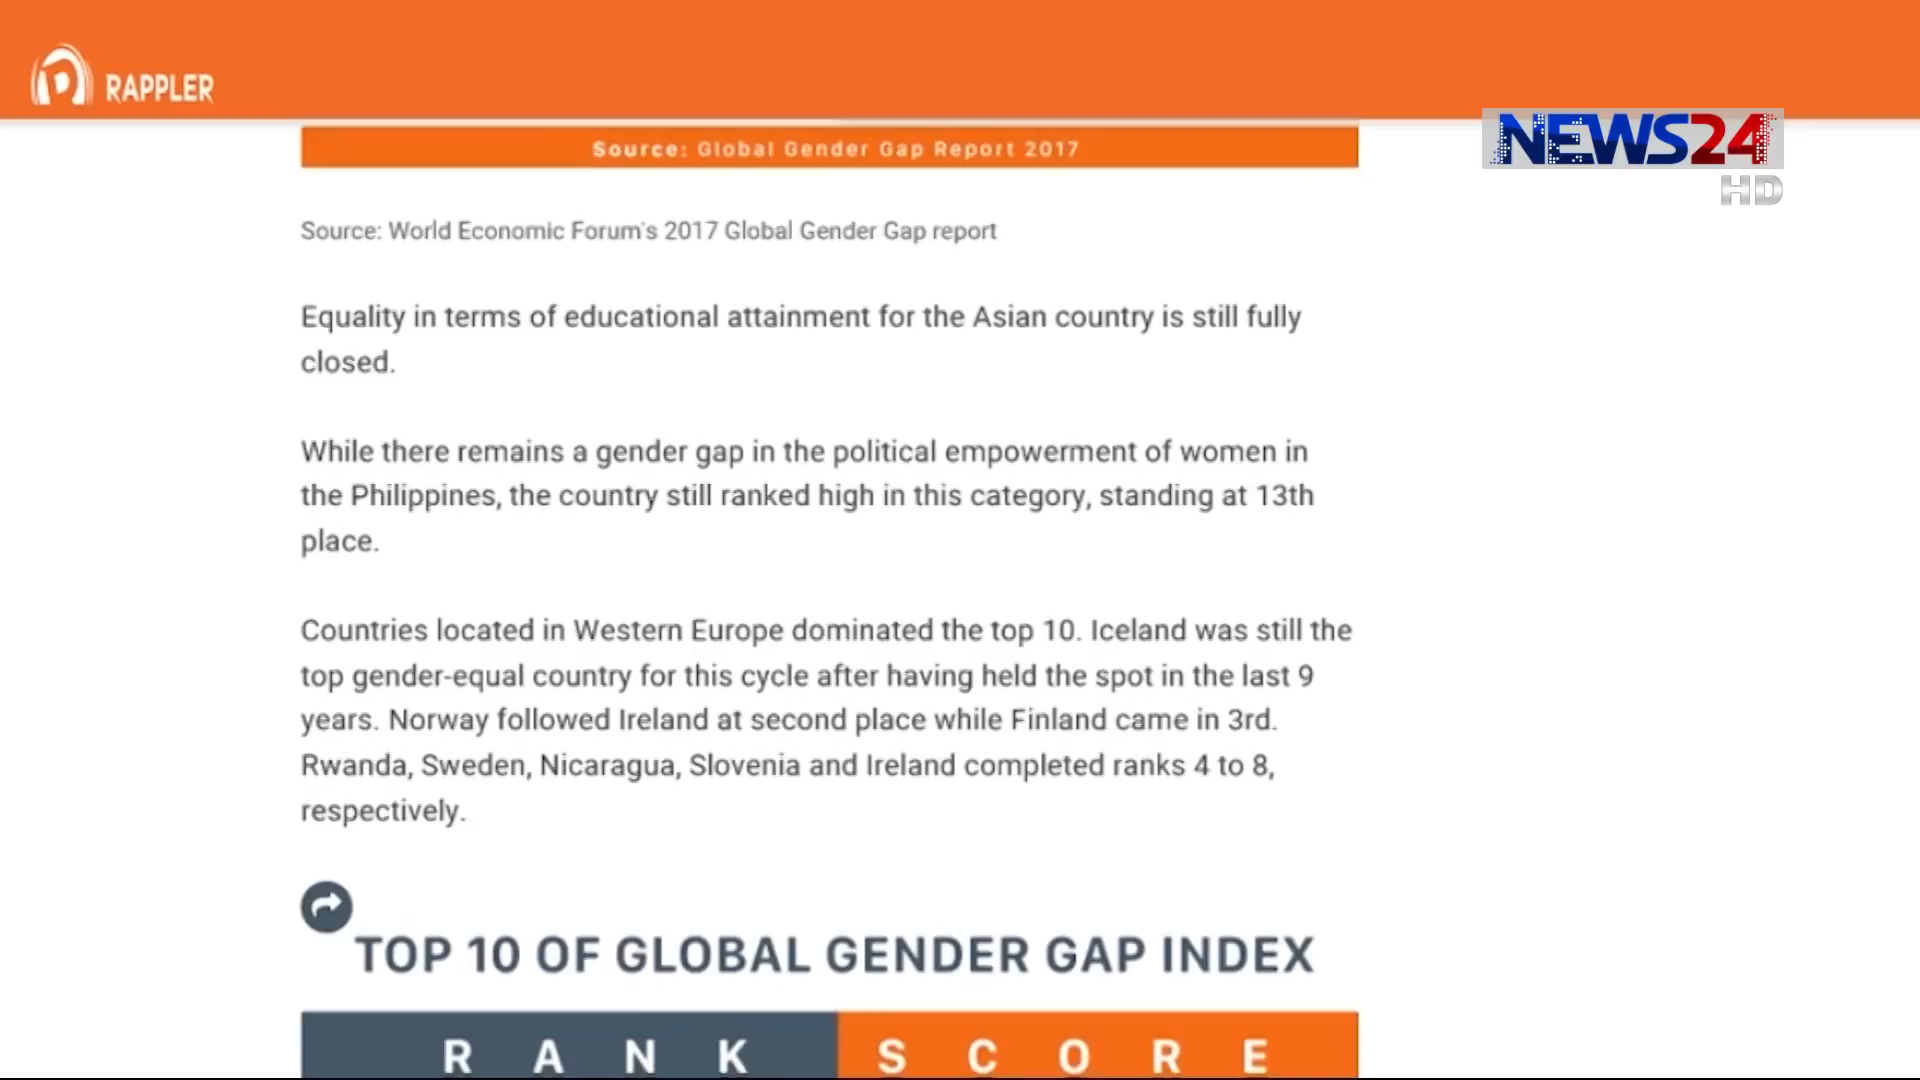 RAPPLER
NEWS24
HD
Source: Global Gender Gap Report 2017
Source: World Economic Forum's 2017 Global Gender Gap report
Equality in terms of educational attainment for the Asian country is still fully
closed.
While there remains a gender gap in the political empowerment of women in
the Philippines, the country still ranked high in this category, standing at 13th
place.
Countries located in Western Europe dominated the top 10. Iceland was still the
top gender-equal country for this cycle after having held the spot in the last 9
years. Norway followed Ireland at second place while Finland came in 3rd.
Rwanda, Sweden, Nicaragua, Slovenia and Ireland completed ranks 4 to 8,
respectively.
TOP 10 OF GLOBAL GENDER GAP INDEX
RANK SCORE